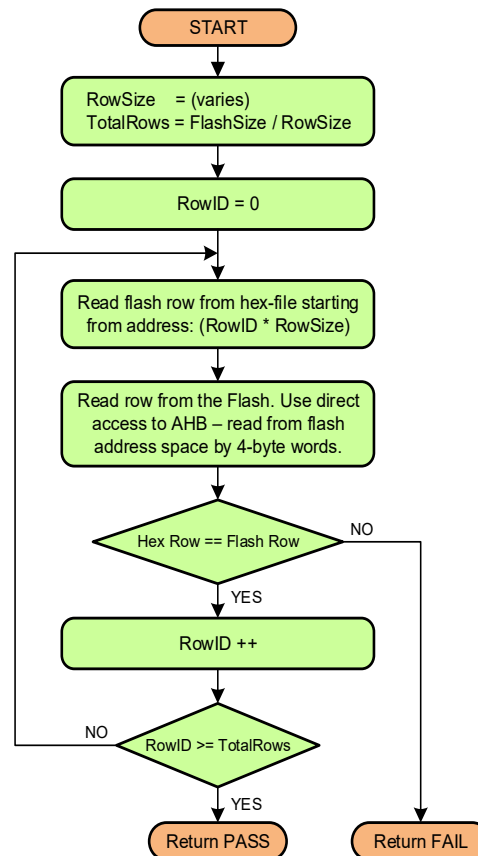 START
RowSize = (varies)
TotalRows = FlashSize / RowSize
RowID = 0
Read flash row from hex-file starting
from address: (RowID * RowSize)
Read row from the Flash. Use direct
access to AHB – read from flash
address space by 4-byte words.
Hex Row == Flash Row
NO
YES
RowID ++
NO
RowID >= TotalRows
YES
Return PASS
Return FAIL